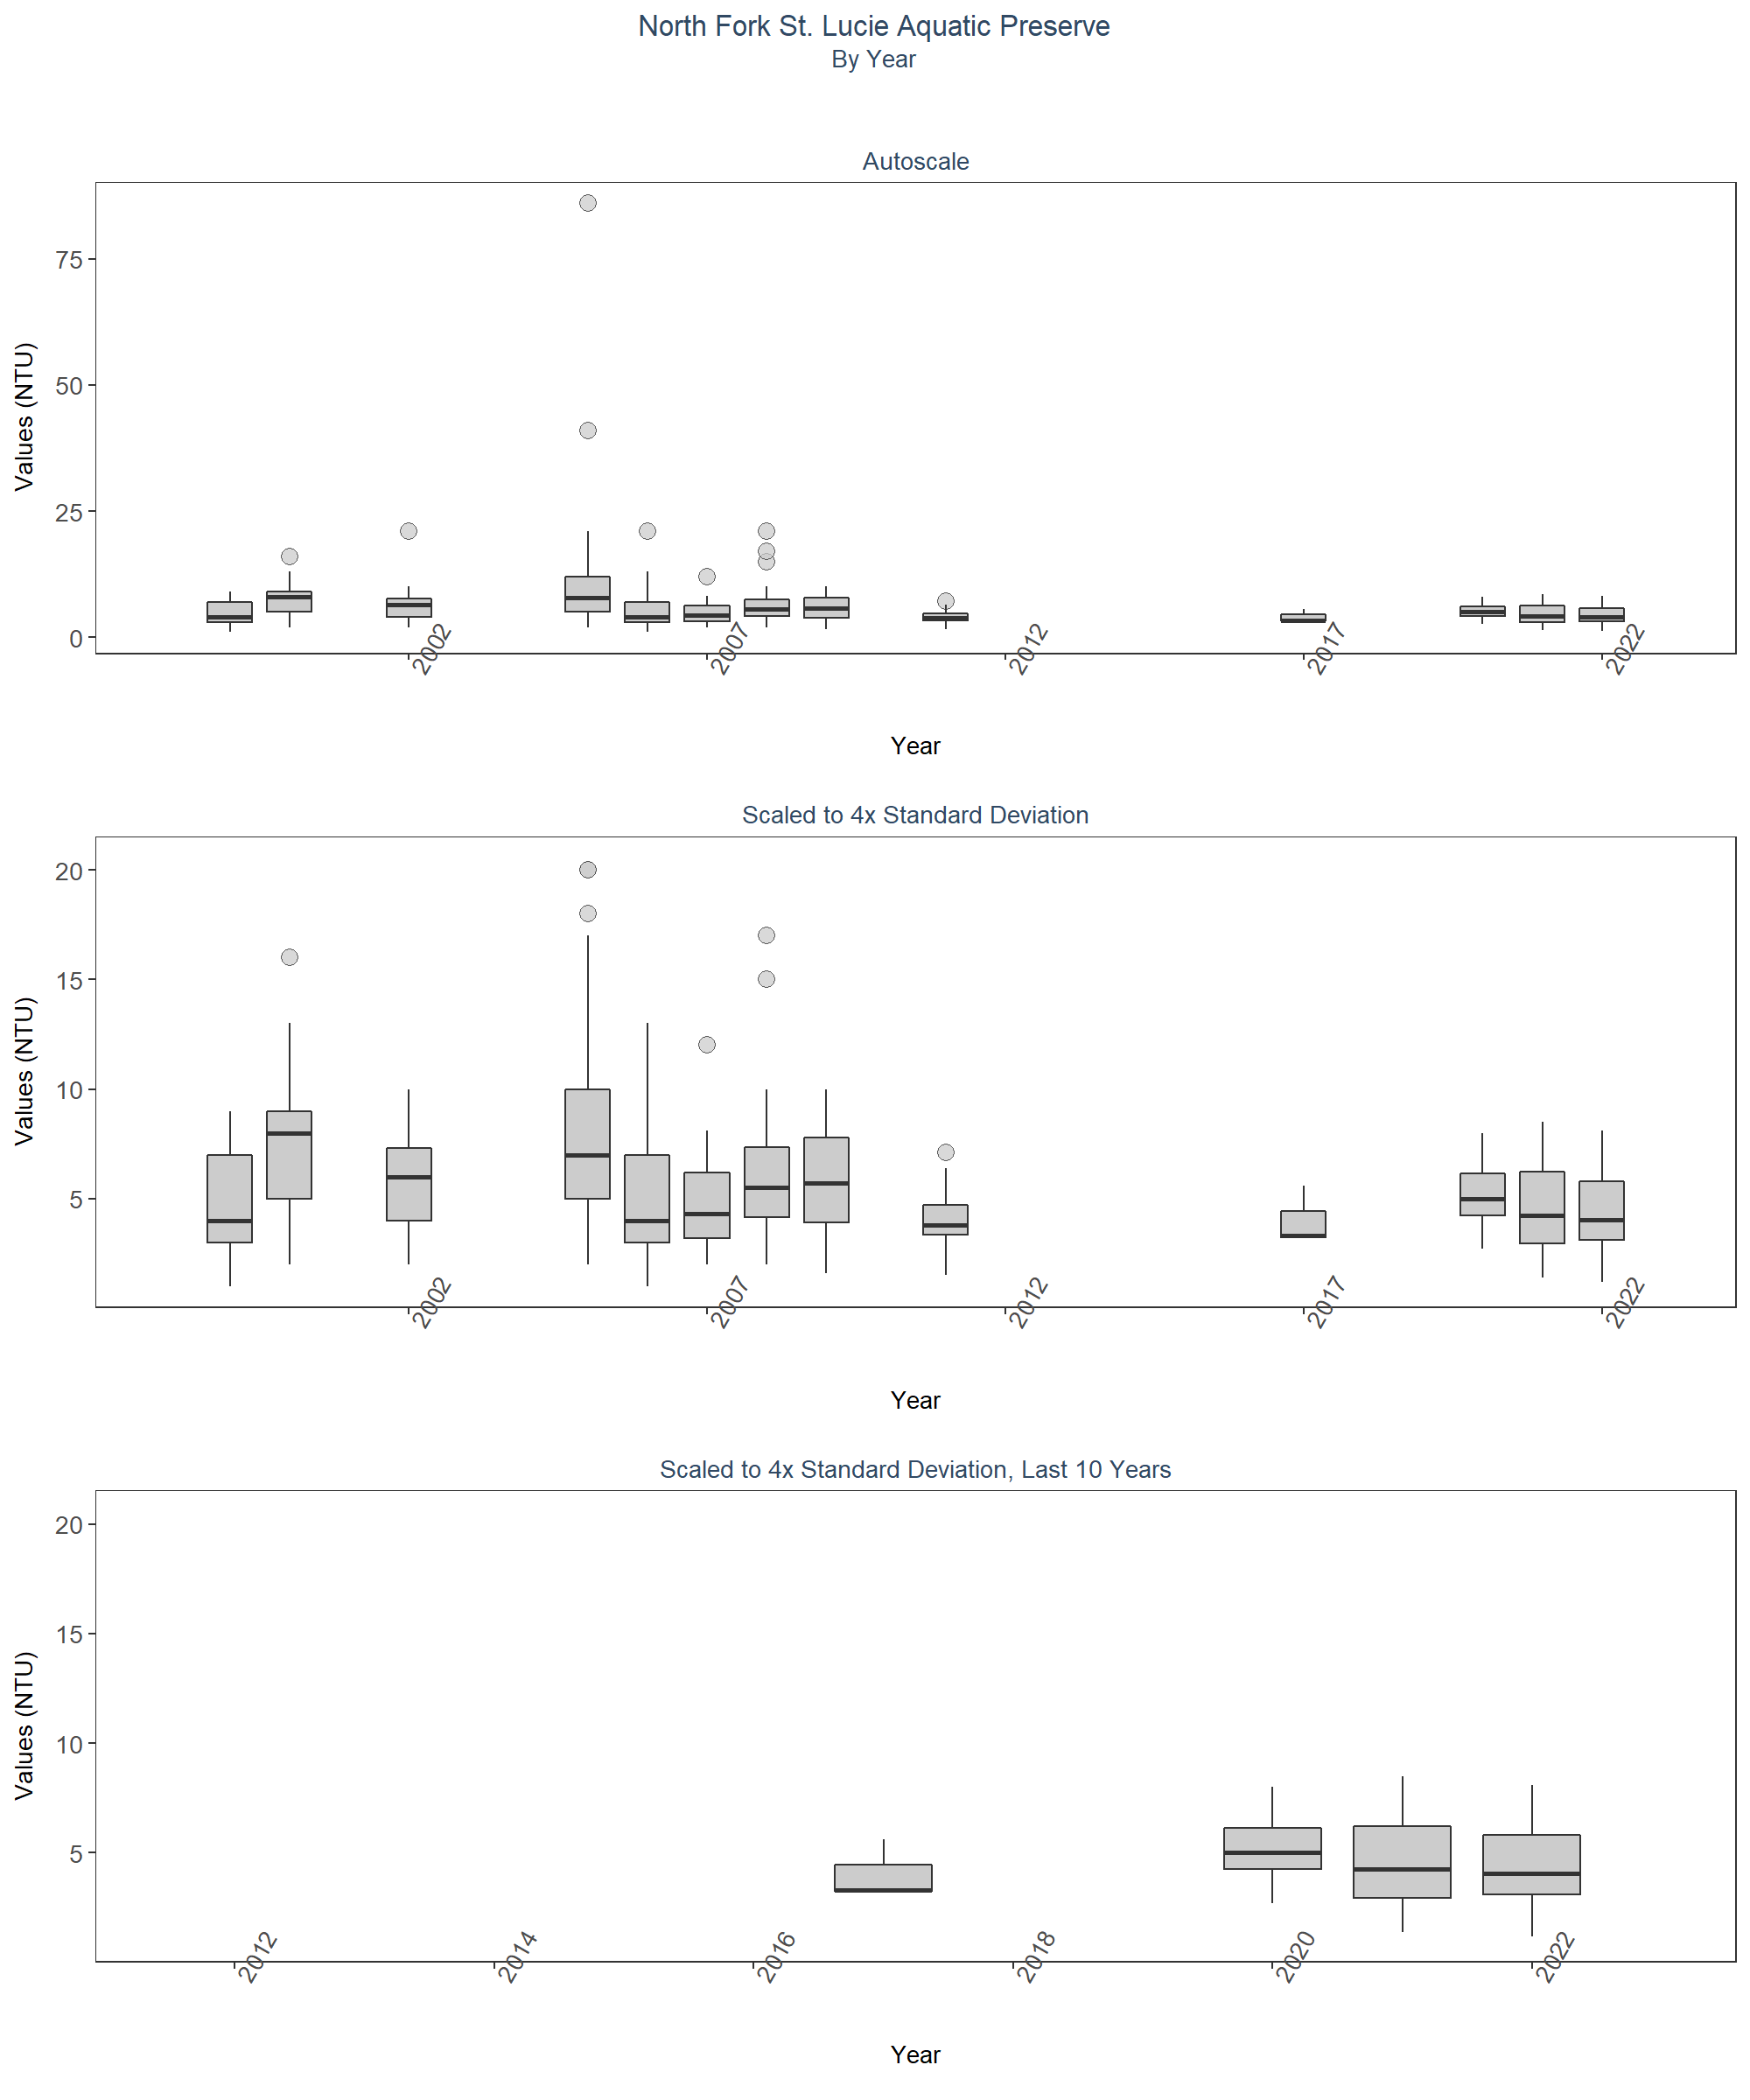 North Fork St. Lucie Aquatic Preserve
By Year
Autoscale
Values (NTU)
75
50
25
0
2002 2007 2012 2017 2022
Year
Scaled to 4x Standard Deviation
Values (NTU)
20
15
10
5
2002 2007 2012 2017 2022
Year
Scaled to 4x Standard Deviation, Last 10 Years
Values (NTU)
20
15
10
5
2012 2014 2016 2018 2020 2022
Year